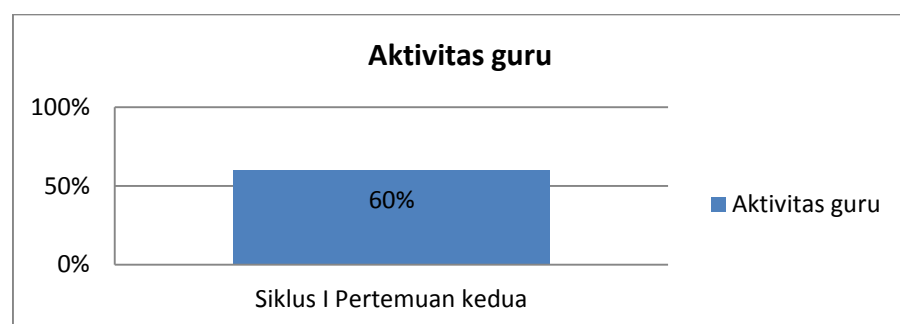 Aktivitas guru
100%
50%
0%
60%
Siklus I Pertemuan kedua
Aktivitas guru